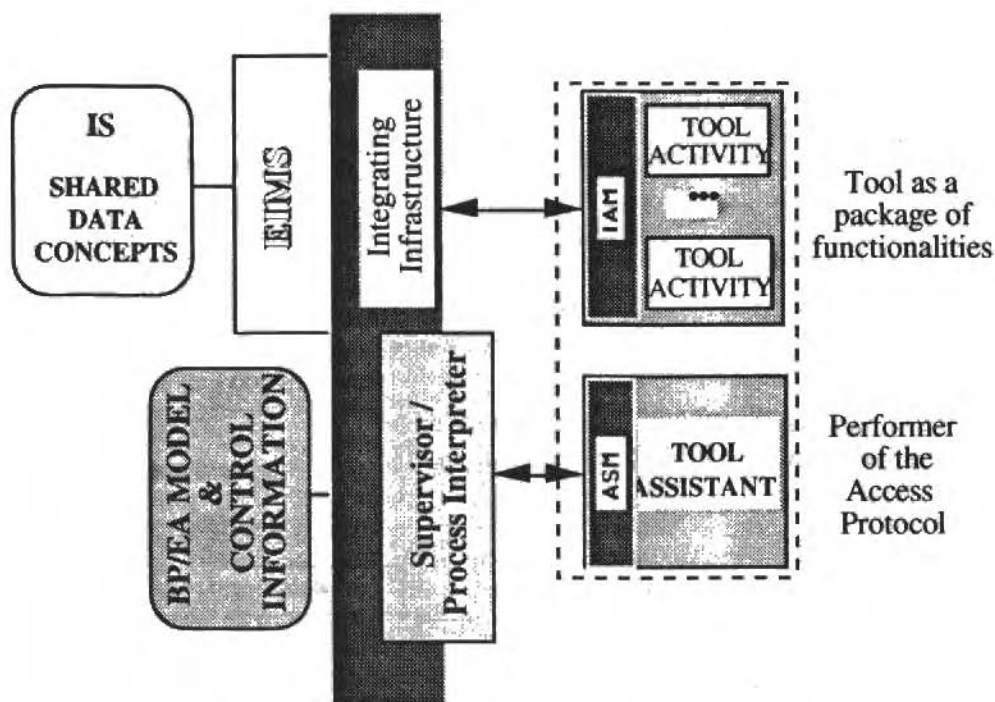 IS
SHARED
DATA
CONCEPTS
EIMS
Integrating
Infrastructure
IAM
TOOL
ACTIVITY
•••
TOOL
ACTIVITY
Tool as a
package of
functionalities
BP/EA MODEL
&
CONTROL
INFORMATION
Supervisor /
Process Interpreter
ASM
TOOL
ASSISTANT
Performer
of the
Access
Protocol